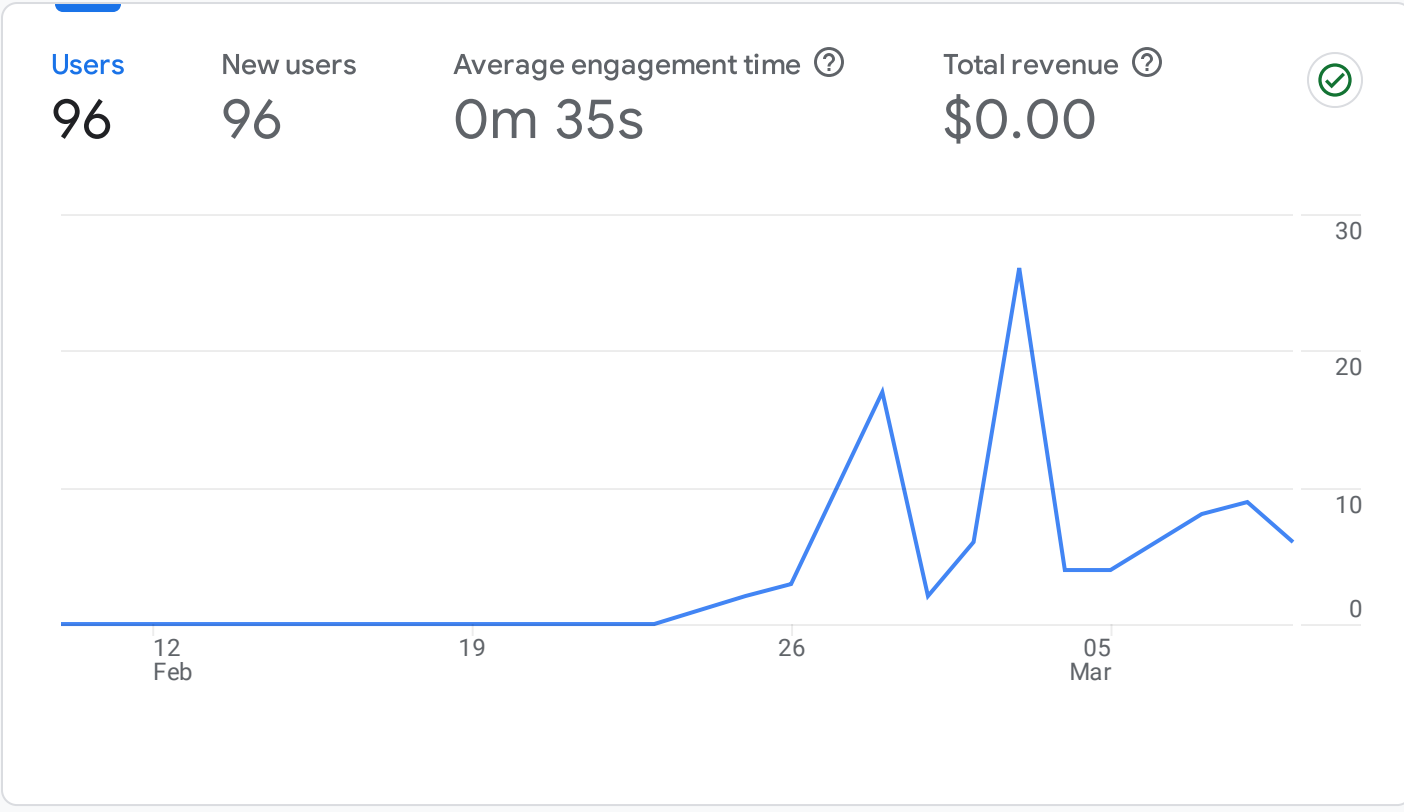 Users
New users
Average engagement time
Total revenue
96
96
0m 35s
$0.00
30
20
10
0
12
Feb
19
26
05
Mar